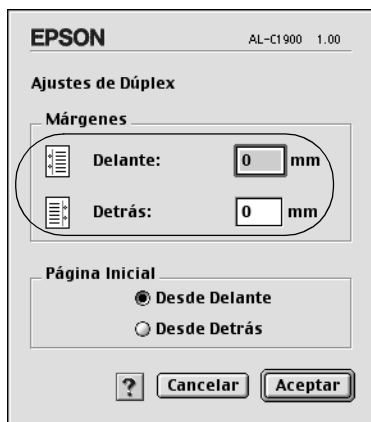 EPSON AL-C1900 1.00
Ajustes de Dúplex
Márgenes
Delante: 0 mm
Detrás: 0 mm
Página Inicial
Desde Delante
Desde Detrás
? Cancelar Aceptar